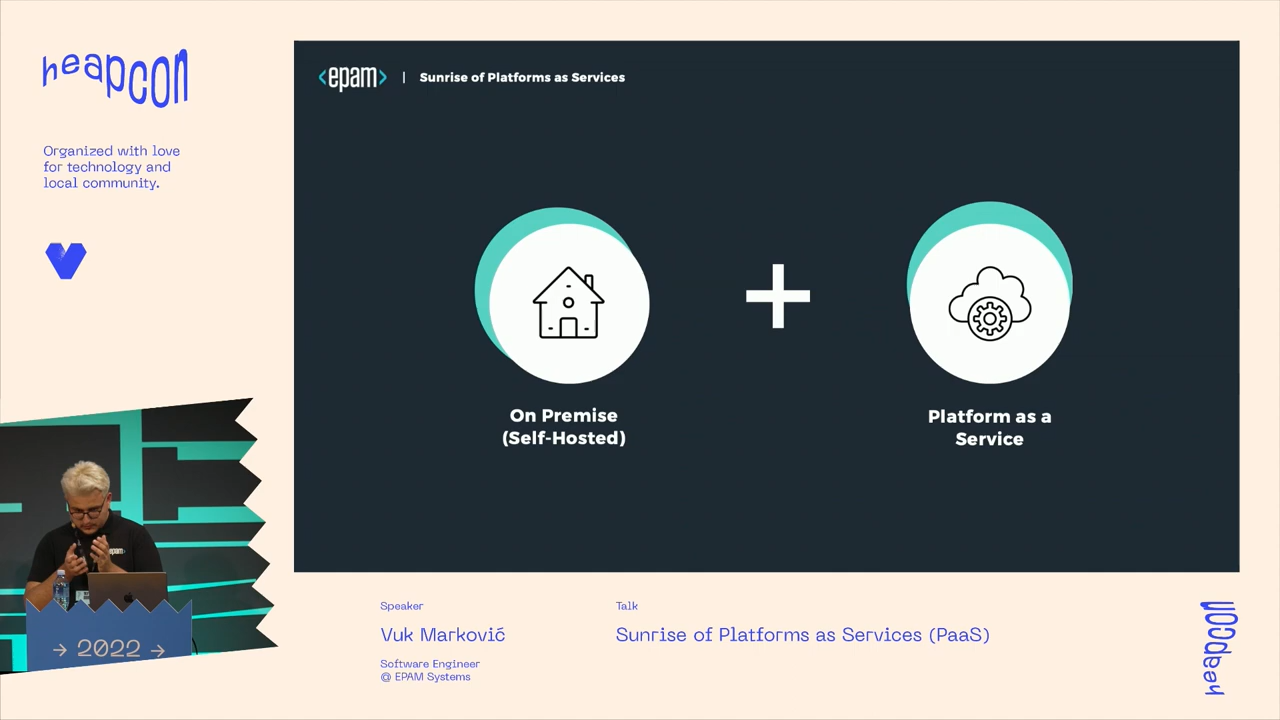 heapcon
Organized with love
for technology and
local community.
<epam> | Sunrise of Platforms as Services
On Premise
(Self-Hosted)
+
Platform as a
Service
epam>
→ 2022 →
Speaker
Vuk Marković
Software Engineer
@ EPAM Systems
Talk
Sunrise of Platforms as Services (PaaS)
heapcon